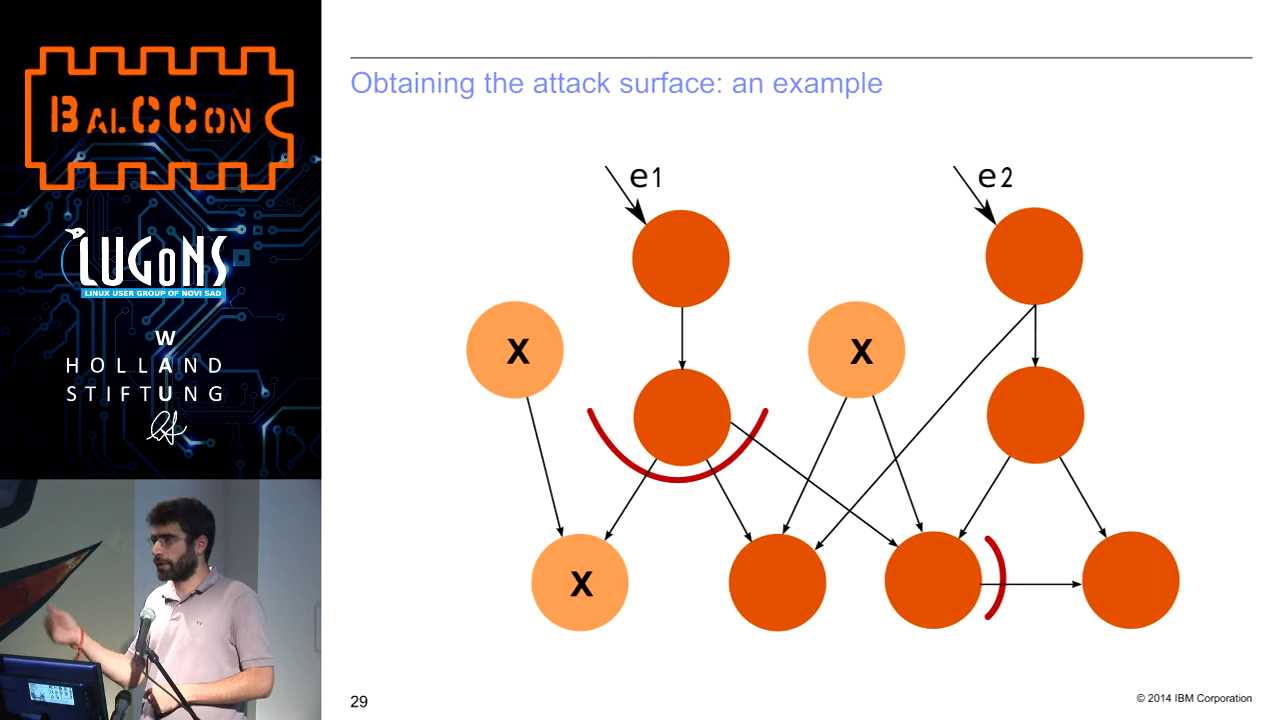 BALCCON
LUGONS
LINUX USER GROUP OF NOVI SAD
W
HOLLAND
STIFTUNG
Obtaining the attack surface: an example
e1
e2
X
X
X
29
© 2014 IBM Corporation